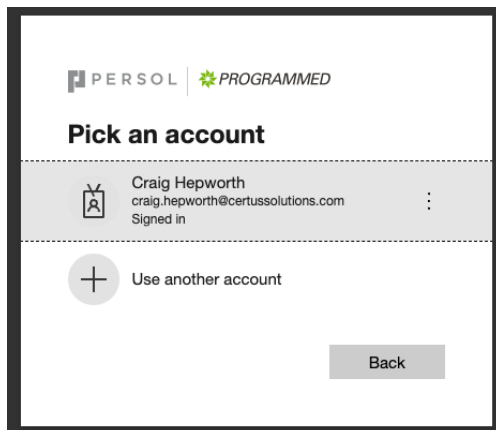 PERSOL PROGRAMMED
Pick an account
Craig Hepworth
craig.hepworth@certussolutions.com
Signed in
Use another account
Back